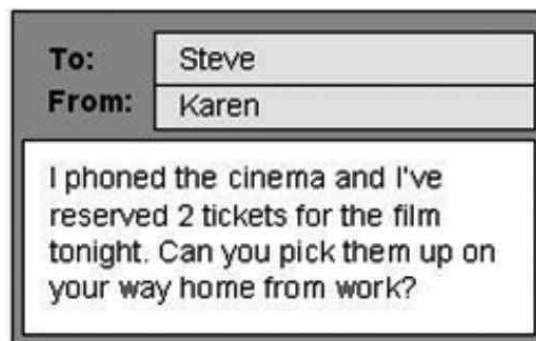 To: Steve
From: Karen
I phoned the cinema and I've
reserved 2 tickets for the film
tonight. Can you pick them up on
your way home from work?